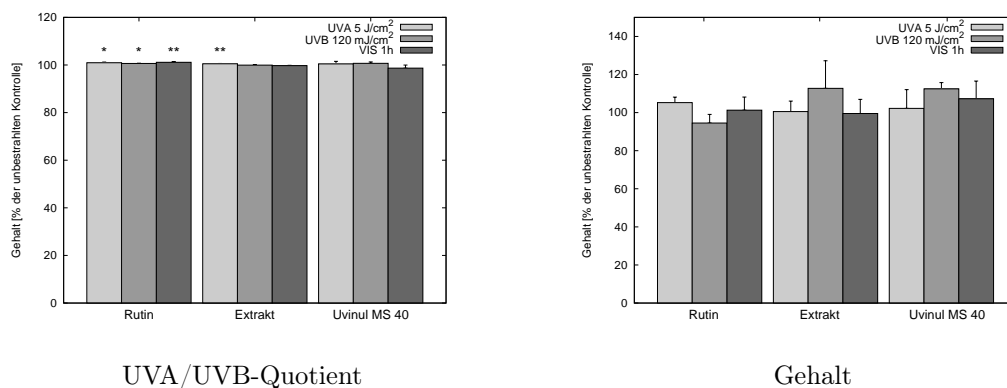 Gehalt [% der unbestrahlten Kontrolle]
120
100
80
60
40
20
0
UVA 5 J/cm²
UVB 120 mJ/cm²
VIS 1h
* * ** **
Rutin Extrakt Uvinul MS 40
UVA/UVB-Quotient
Gehalt [% der unbestrahlten Kontrolle]
140
120
100
80
60
40
20
0
UVA 5 J/cm²
UVB 120 mJ/cm²
VIS 1h
Rutin Extrakt Uvinul MS 40
Gehalt